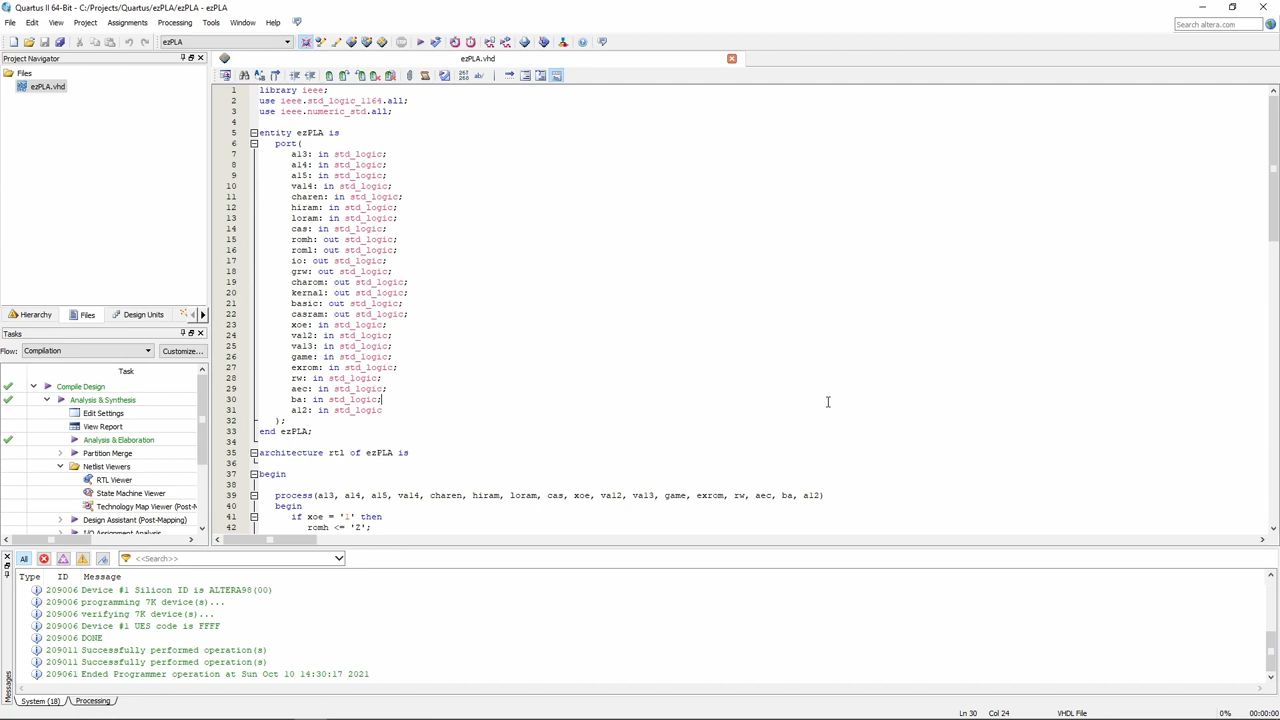 Quartus II 64-Bit - C:/Projects/Quartus/ezPLA/ezPLA - ezPLA
File Edit View Project Assignments Processing Tools Window Help
Search altera.com
ezPLA
Project Navigator
Files
ezPLA.vhd
Hierarchy Files Design Units
Tasks
Flow: Compilation Customize...
Task
Compile Design
Analysis & Synthesis
Edit Settings
View Report
Analysis & Elaboration
Partition Merge
Netlist Viewers
RTL Viewer
State Machine Viewer
Technology Map Viewer (Post-M
Design Assistant (Post-Mapping)
I/O Assignment Analysis
ezPLA.vhd
1 library ieee;
2 use ieee.std_logic_1164.all;
3 use ieee.numeric_std.all;
4
5 entity ezPLA is
6 port(
7 a13: in std_logic;
8 a14: in std_logic;
9 a15: in std_logic;
10 va14: in std_logic;
11 charen: in std_logic;
12 hiram: in std_logic;
13 loram: in std_logic;
14 cas: in std_logic;
15 romh: out std_logic;
16 roml: out std_logic;
17 io: out std_logic;
18 grw: out std_logic;
19 charom: out std_logic;
20 kernal: out std_logic;
21 basic: out std_logic;
22 casram: out std_logic;
23 xoe: in std_logic;
24 va12: in std_logic;
25 va13: in std_logic;
26 game: in std_logic;
27 exrom: in std_logic;
28 rw: in std_logic;
29 aec: in std_logic;
30 ba: in std_logic;
31 a12: in std_logic
32 );
33 end ezPLA;
34
35 architecture rtl of ezPLA is
36
37 begin
38
39 process(a13, a14, a15, va14, charen, hiram, loram, cas, xoe, va12, va13, game, exrom, rw, aec, ba, a12)
40 begin
41 if xoe = '1' then
42 romh <= 'Z';
All <<Search>>
Type ID Message
209006 Device #1 Silicon ID is ALTERA98(00)
209006 programming 7K device(s)...
209006 verifying 7K device(s)...
209006 Device #1 UES code is FFFF
209006 DONE
209011 Successfully performed operation(s)
209011 Successfully performed operation(s)
209061 Ended Programmer operation at Sun Oct 10 14:30:17 2021
Messages
System (18) Processing
Ln 30 Col 24 VHDL File 0% 00:00:00